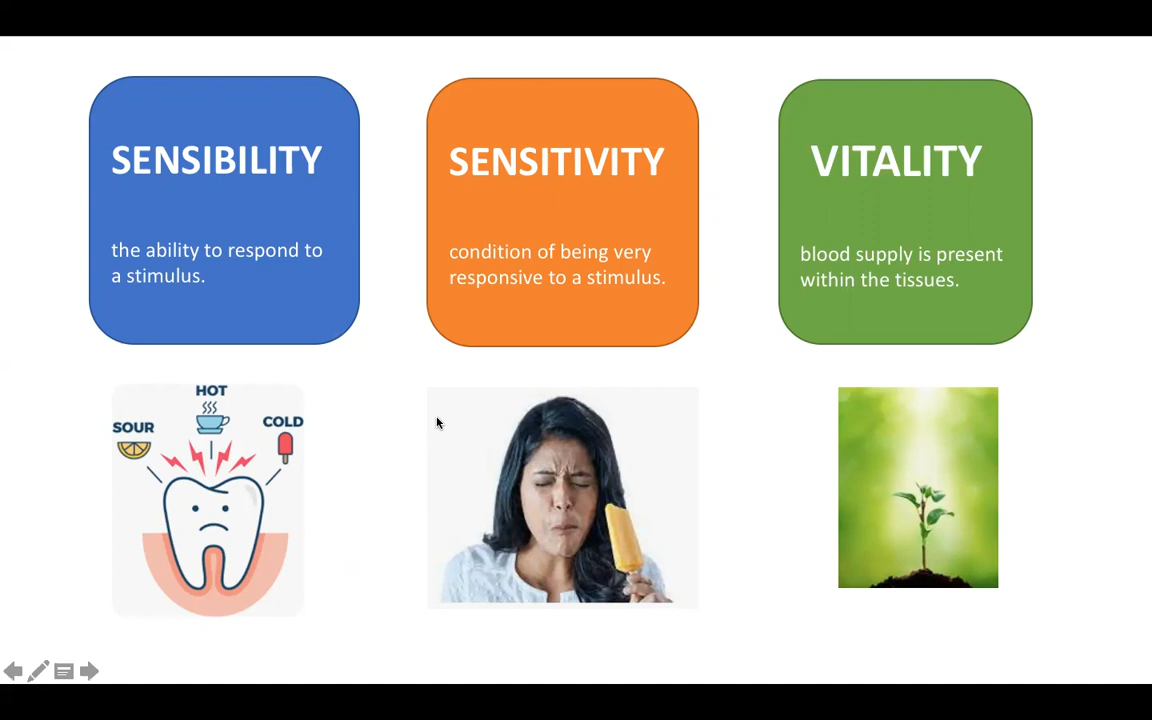 SENSIBILITY
the ability to respond to
a stimulus.
SENSITIVITY
condition of being very
responsive to a stimulus.
VITALITY
blood supply is present
within the tissues.
HOT
SOUR
COLD